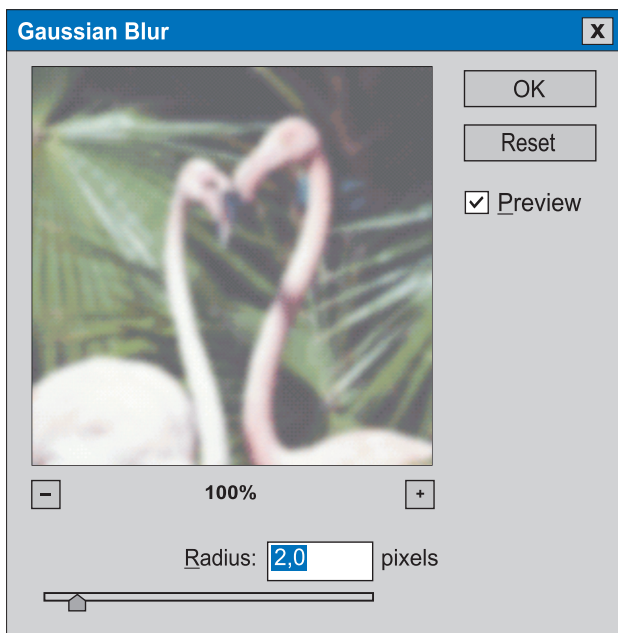 Gaussian Blur
X
OK
Reset
Preview
−
100%
+
Radius: 2,0 pixels